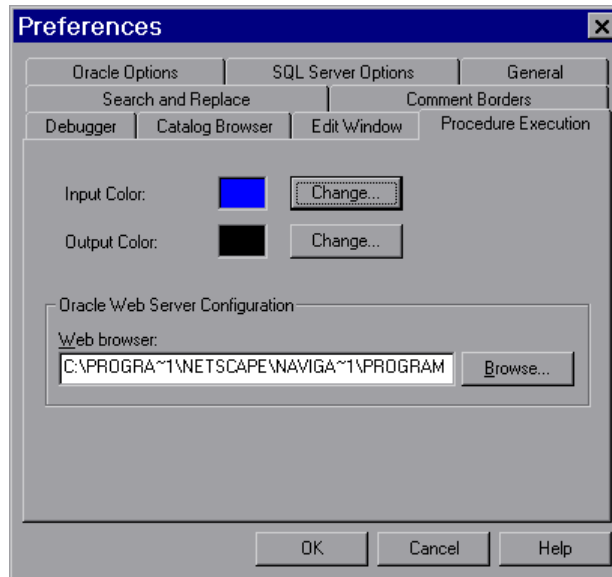 Preferences
Oracle Options SQL Server Options General
Search and Replace Comment Borders
Debugger Catalog Browser Edit Window Procedure Execution
Input Color: Change...
Output Color: Change...
Oracle Web Server Configuration
Web browser:
C:\PROGRA~1\NETSCAPE\NAVIGA~1\PROGRAM Browse...
OK Cancel Help